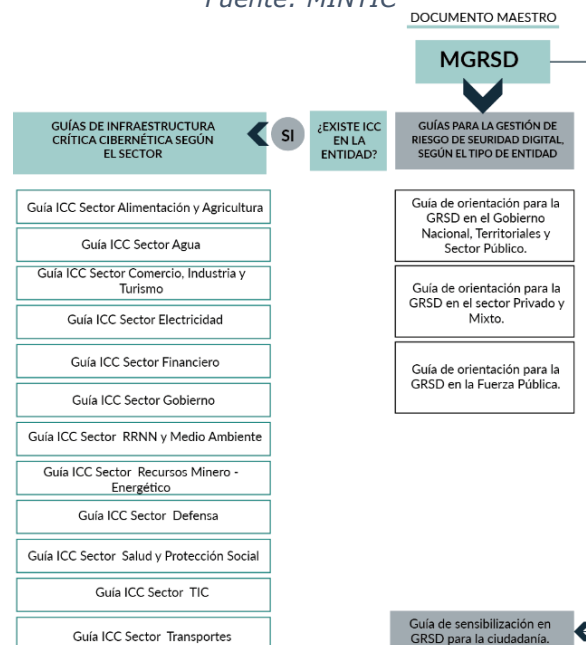 Fuente: MINTIC
DOCUMENTO MAESTRO
MGRSD
GUÍAS DE INFRAESTRUCTURA
CRÍTICA CIBERNÉTICA SEGÚN
EL SECTOR
SI
¿EXISTE ICC
EN LA
ENTIDAD?
GUÍAS PARA LA GESTIÓN DE
RIESGO DE SEURIDAD DIGITAL,
SEGÚN EL TIPO DE ENTIDAD
Guía ICC Sector Alimentación y Agricultura
Guía ICC Sector Agua
Guía ICC Sector Comercio, Industria y
Turismo
Guía ICC Sector Electricidad
Guía ICC Sector Financiero
Guía ICC Sector Gobierno
Guía ICC Sector RRNN y Medio Ambiente
Guía ICC Sector Recursos Minero -
Energético
Guía ICC Sector Defensa
Guía ICC Sector Salud y Protección Social
Guía ICC Sector TIC
Guía ICC Sector Transportes
Guía de orientación para la
GRSD en el Gobierno
Nacional, Territoriales y
Sector Público.
Guía de orientación para la
GRSD en el sector Privado y
Mixto.
Guía de orientación para la
GRSD en la Fuerza Pública.
Guía de sensibilización en
GRSD para la ciudadanía.